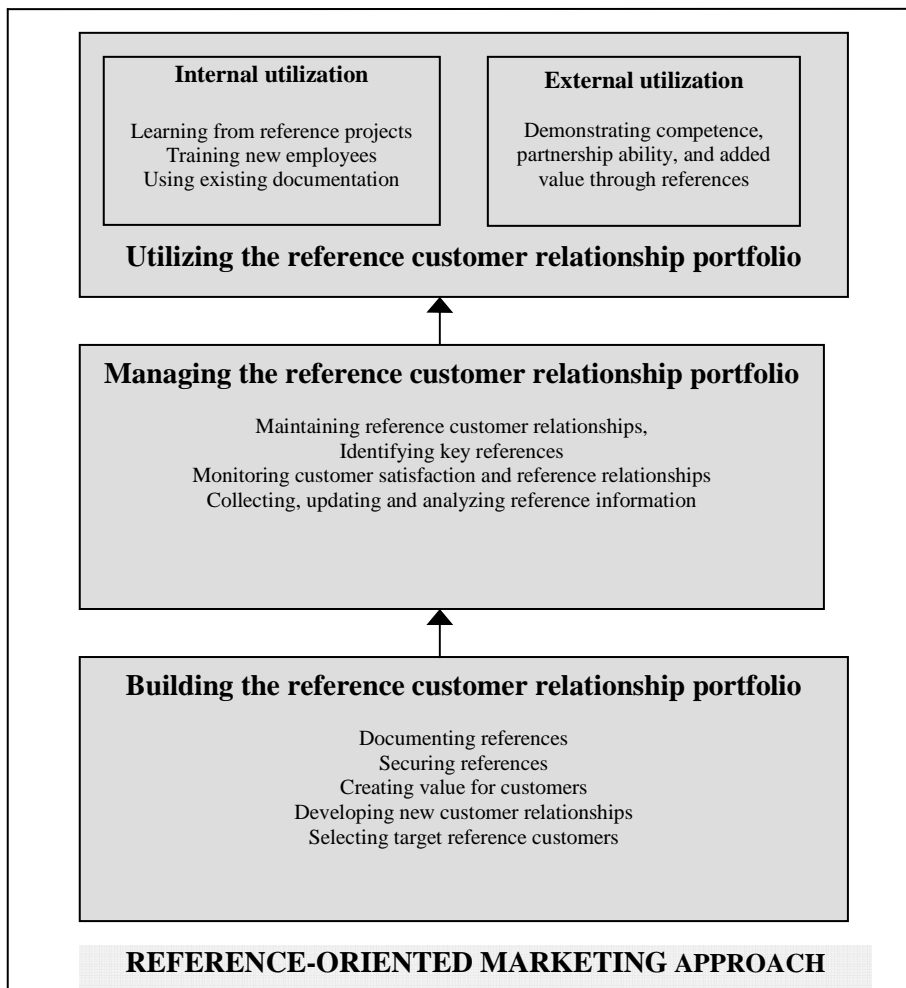 Internal utilization
Learning from reference projects
Training new employees
Using existing documentation
External utilization
Demonstrating competence,
partnership ability, and added
value through references
Utilizing the reference customer relationship portfolio
Managing the reference customer relationship portfolio
Maintaining reference customer relationships,
Identifying key references
Monitoring customer satisfaction and reference relationships
Collecting, updating and analyzing reference information
Building the reference customer relationship portfolio
Documenting references
Securing references
Creating value for customers
Developing new customer relationships
Selecting target reference customers
REFERENCE-ORIENTED MARKETING APPROACH